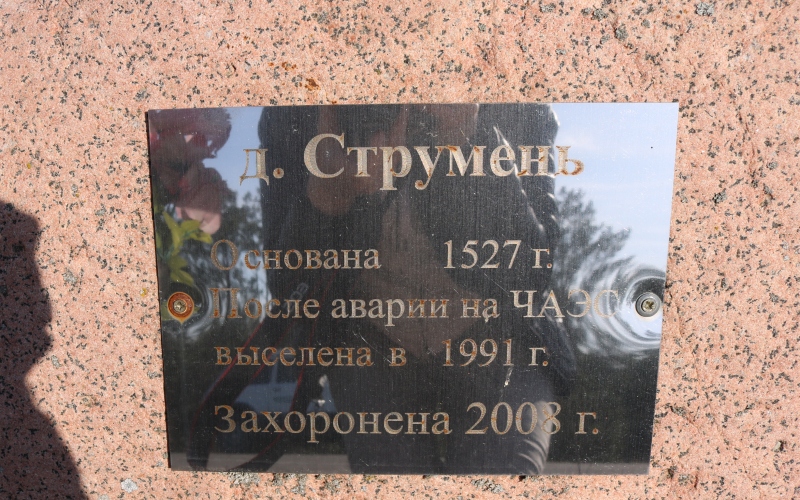 д. Струмень
Основана 1527 г.
После аварии на ЧАЭС
выселена в 1991 г.
Захоронена 2008 г.